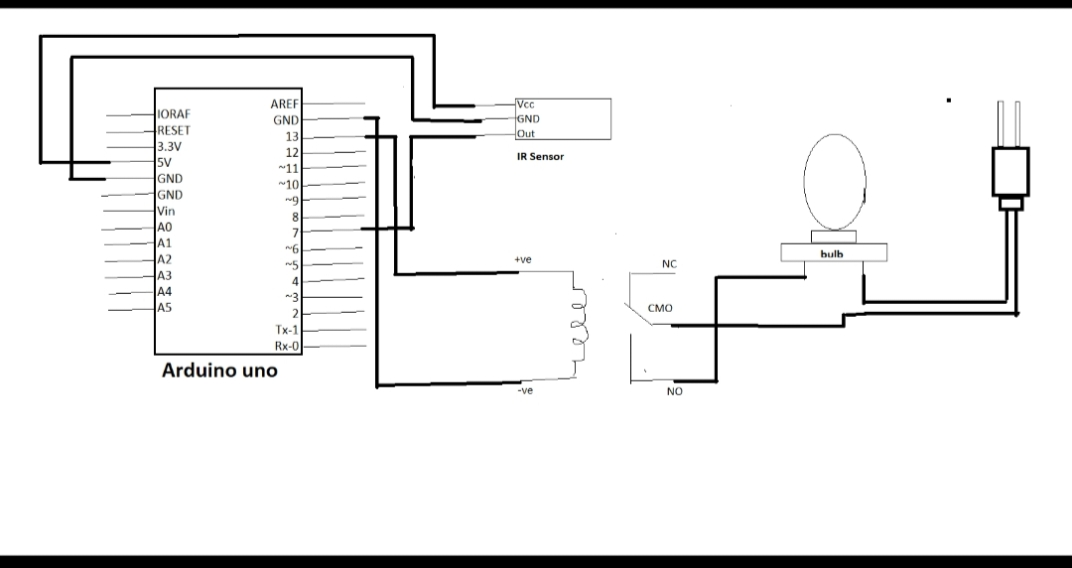 IORAF
RESET
3.3V
5V
GND
GND
Vin
A0
A1
A2
A3
A4
A5
AREF
GND
13
12
~11
~10
~9
8
7
~6
~5
4
~3
2
Tx-1
Rx-0
Arduino uno
Vcc
GND
Out
IR Sensor
+ve
-ve
NC
CMO
NO
bulb